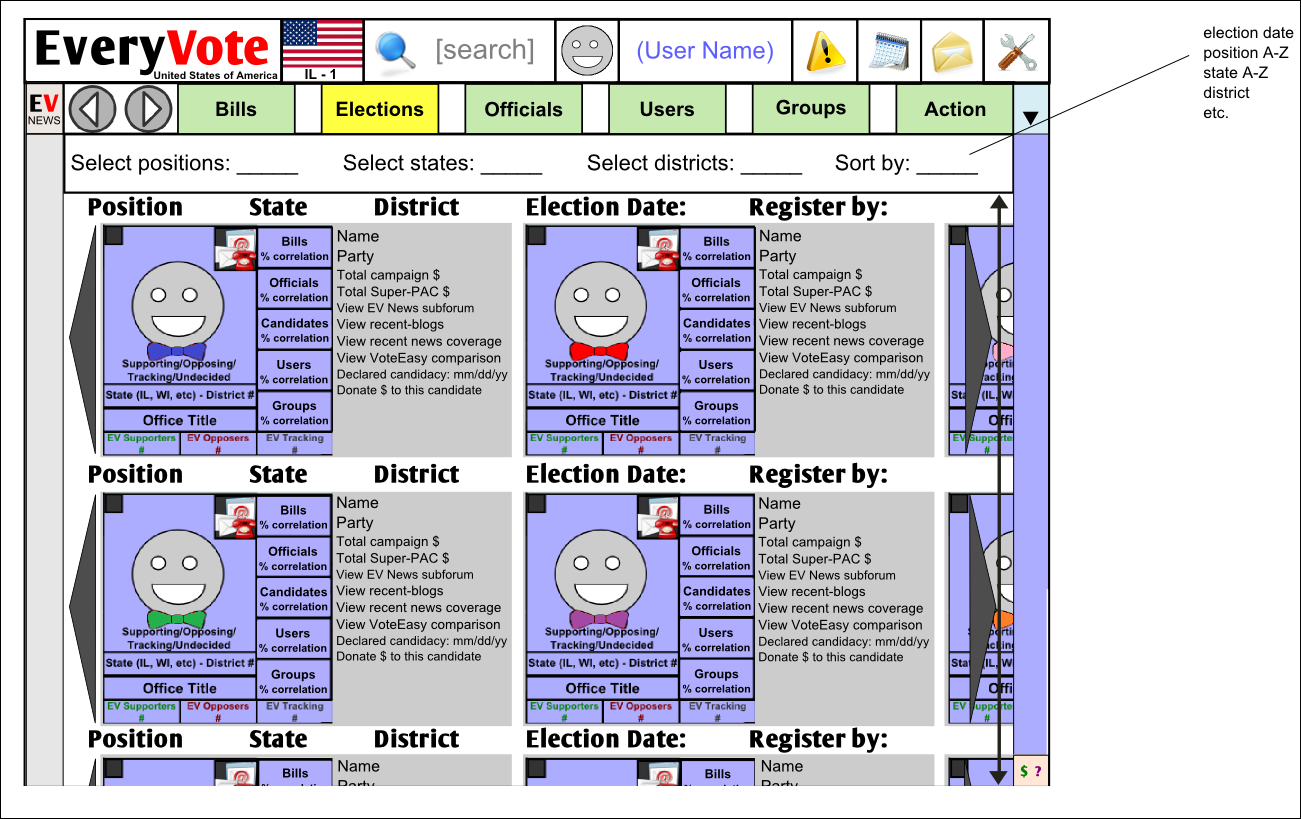 EveryVote
United States of America
IL - 1
[search]
(User Name)
election date
position A-Z
state A-Z
district
etc.
EV
NEWS
Bills
Elections
Officials
Users
Groups
Action
Select positions: _____ Select states: _____ Select districts: _____ Sort by: _____
Position State District Election Date: Register by:
Bills
% correlation
Officials
% correlation
Candidates
% correlation
Users
% correlation
Groups
% correlation
Supporting/Opposing/
Tracking/Undecided
State (IL, WI, etc) - District #
Office Title
EV Supporters
#
EV Opposers
#
EV Tracking
#
Name
Party
Total campaign $
Total Super-PAC $
View EV News subforum
View recent-blogs
View recent news coverage
View VoteEasy comparison
Declared candidacy: mm/dd/yy
Donate $ to this candidate
Bills
% correlation
Officials
% correlation
Candidates
% correlation
Users
% correlation
Groups
% correlation
Supporting/Opposing/
Tracking/Undecided
State (IL, WI, etc) - District #
Office Title
EV Supporters
#
EV Opposers
#
EV Tracking
#
Name
Party
Total campaign $
Total Super-PAC $
View EV News subforum
View recent-blogs
View recent news coverage
View VoteEasy comparison
Declared candidacy: mm/dd/yy
Donate $ to this candidate
Position State District Election Date: Register by:
Bills
% correlation
Officials
% correlation
Candidates
% correlation
Users
% correlation
Groups
% correlation
Supporting/Opposing/
Tracking/Undecided
State (IL, WI, etc) - District #
Office Title
EV Supporters
#
EV Opposers
#
EV Tracking
#
Name
Party
Total campaign $
Total Super-PAC $
View EV News subforum
View recent-blogs
View recent news coverage
View VoteEasy comparison
Declared candidacy: mm/dd/yy
Donate $ to this candidate
Bills
% correlation
Officials
% correlation
Candidates
% correlation
Users
% correlation
Groups
% correlation
Supporting/Opposing/
Tracking/Undecided
State (IL, WI, etc) - District #
Office Title
EV Supporters
#
EV Opposers
#
EV Tracking
#
Name
Party
Total campaign $
Total Super-PAC $
View EV News subforum
View recent-blogs
View recent news coverage
View VoteEasy comparison
Declared candidacy: mm/dd/yy
Donate $ to this candidate
Position State District Election Date: Register by:
Bills
Name
Party
Bills
Name
Party
$ ?